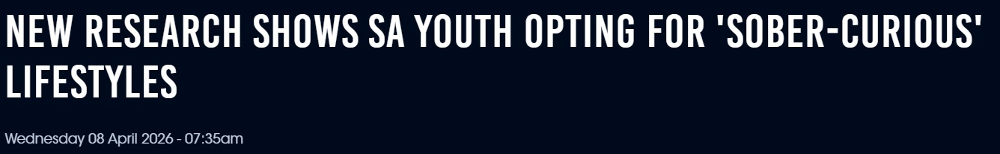 NEW RESEARCH SHOWS SA YOUTH OPTING FOR 'SOBER-CURIOUS'
LIFESTYLES
Wednesday 08 April 2026 - 07:35am